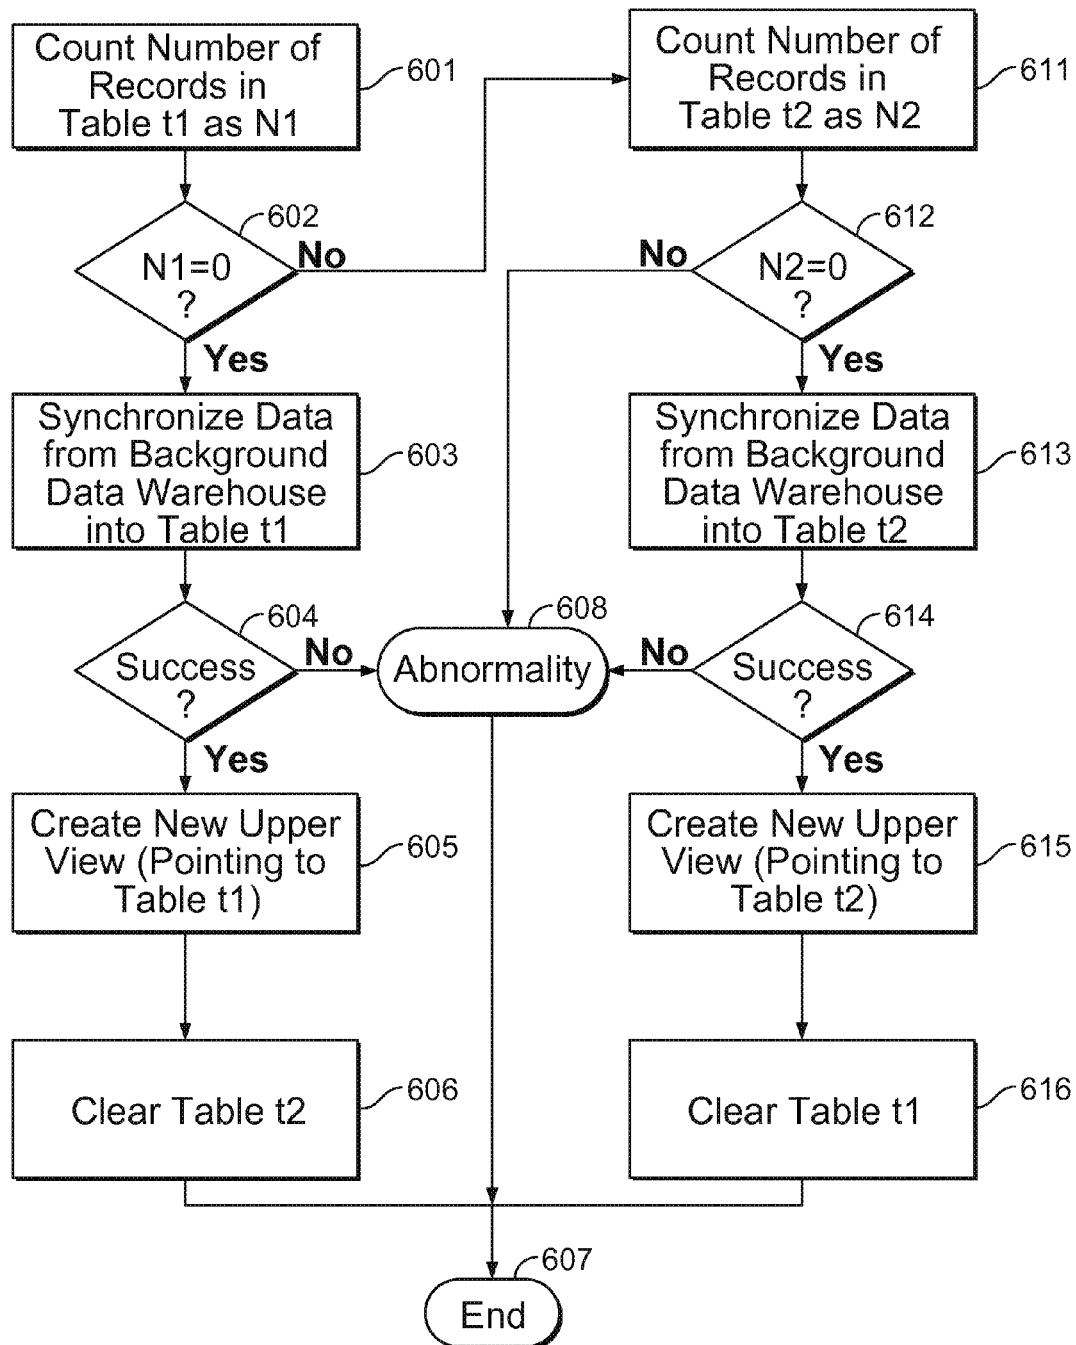 Count Number of
Records in
Table t1 as N1
601
N1=0
?
602
No
Yes
Synchronize Data
from Background
Data Warehouse
into Table t1
603
Success
?
604
No
Yes
Create New Upper
View (Pointing to
Table t1)
605
Clear Table t2
606
Abnormality
608
End
607
Count Number of
Records in
Table t2 as N2
611
N2=0
?
612
No
Yes
Synchronize Data
from Background
Data Warehouse
into Table t2
613
Success
?
614
No
Yes
Create New Upper
View (Pointing to
Table t2)
615
Clear Table t1
616